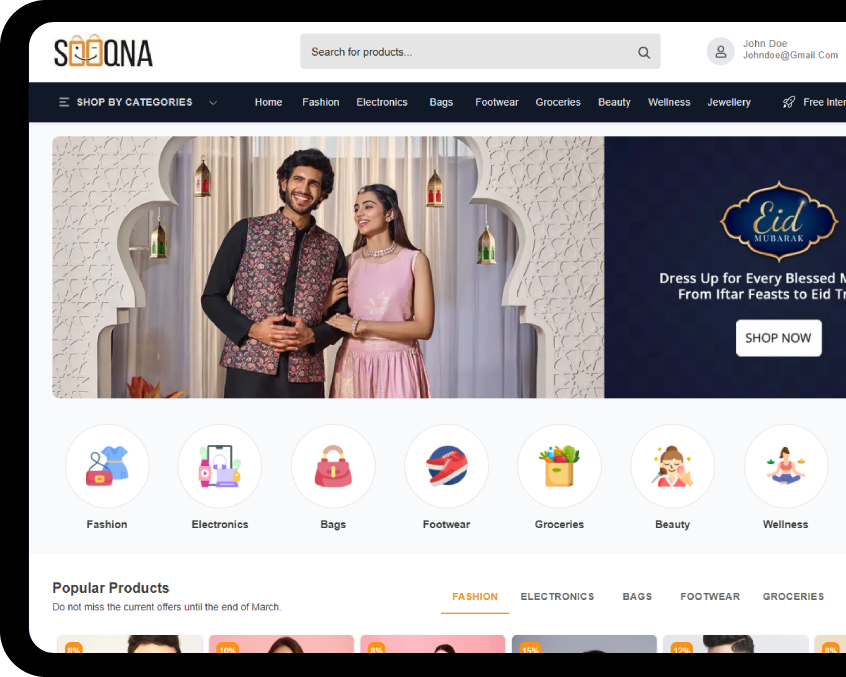 SOOQNA
Search for products...
John Doe
Johndoe@Gmail.Com
SHOP BY CATEGORIES
Home Fashion Electronics Bags Footwear Groceries Beauty Wellness Jewellery Free Inter
Eid
MUBARAK
Dress Up for Every Blessed M
From Iftar Feasts to Eid Tr
SHOP NOW
Fashion Electronics Bags Footwear Groceries Beauty Wellness
Popular Products
Do not miss the current offers until the end of March.
FASHION ELECTRONICS BAGS FOOTWEAR GROCERIES
8% 10% 8% 15% 12% 8%